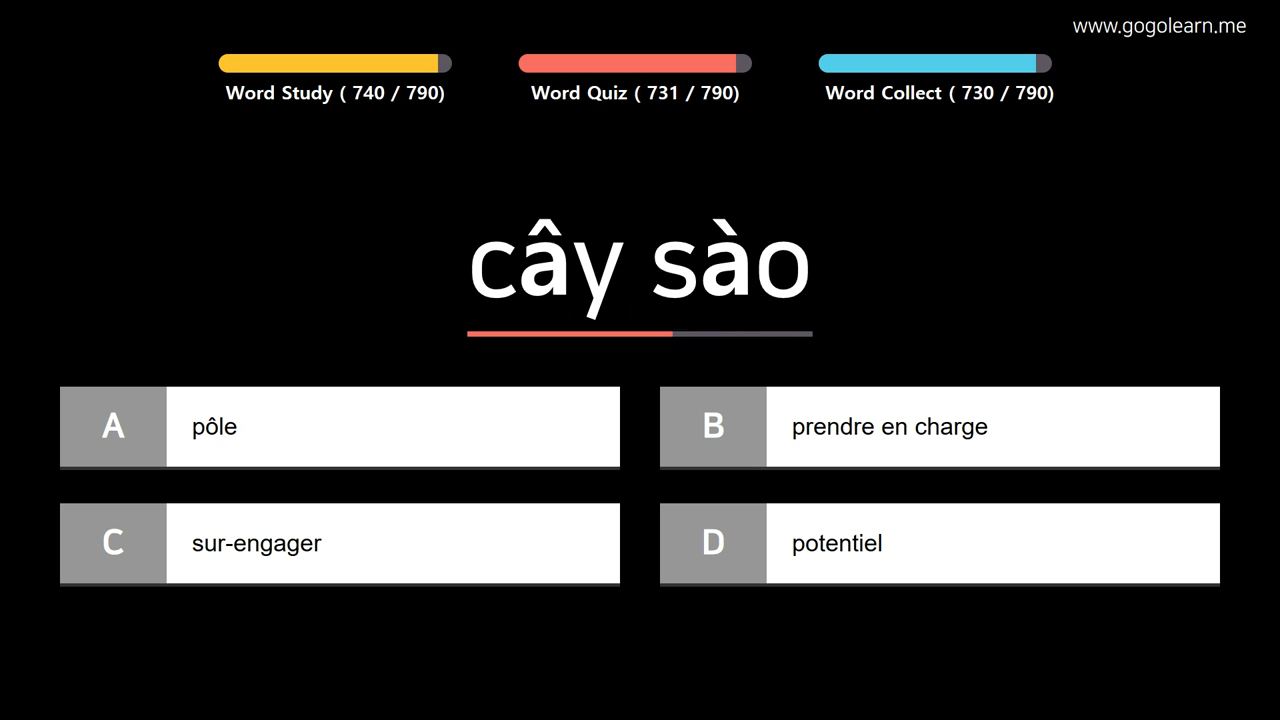 www.gogolearn.me
Word Study ( 740 / 790)
Word Quiz ( 731 / 790)
Word Collect ( 730 / 790)
cây sào
A
pôle
B
prendre en charge
C
sur-engager
D
potentiel